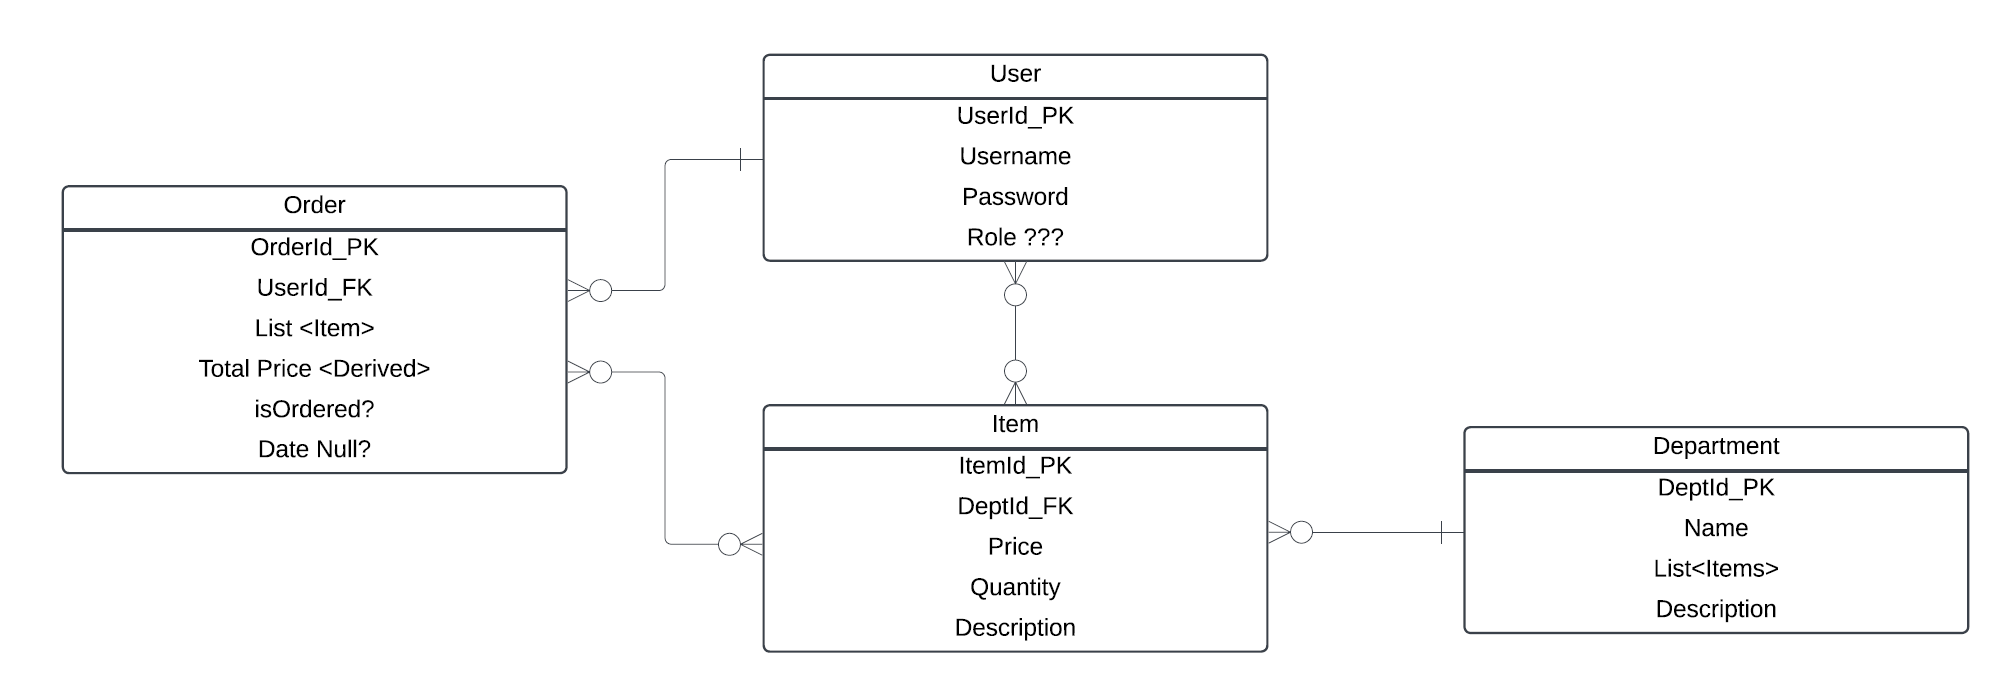 User
UserId_PK
Username
Password
Role ???
Order
OrderId_PK
UserId_FK
List <Item>
Total Price <Derived>
isOrdered?
Date Null?
Item
ItemId_PK
DeptId_FK
Price
Quantity
Description
Department
DeptId_PK
Name
List<Items>
Description